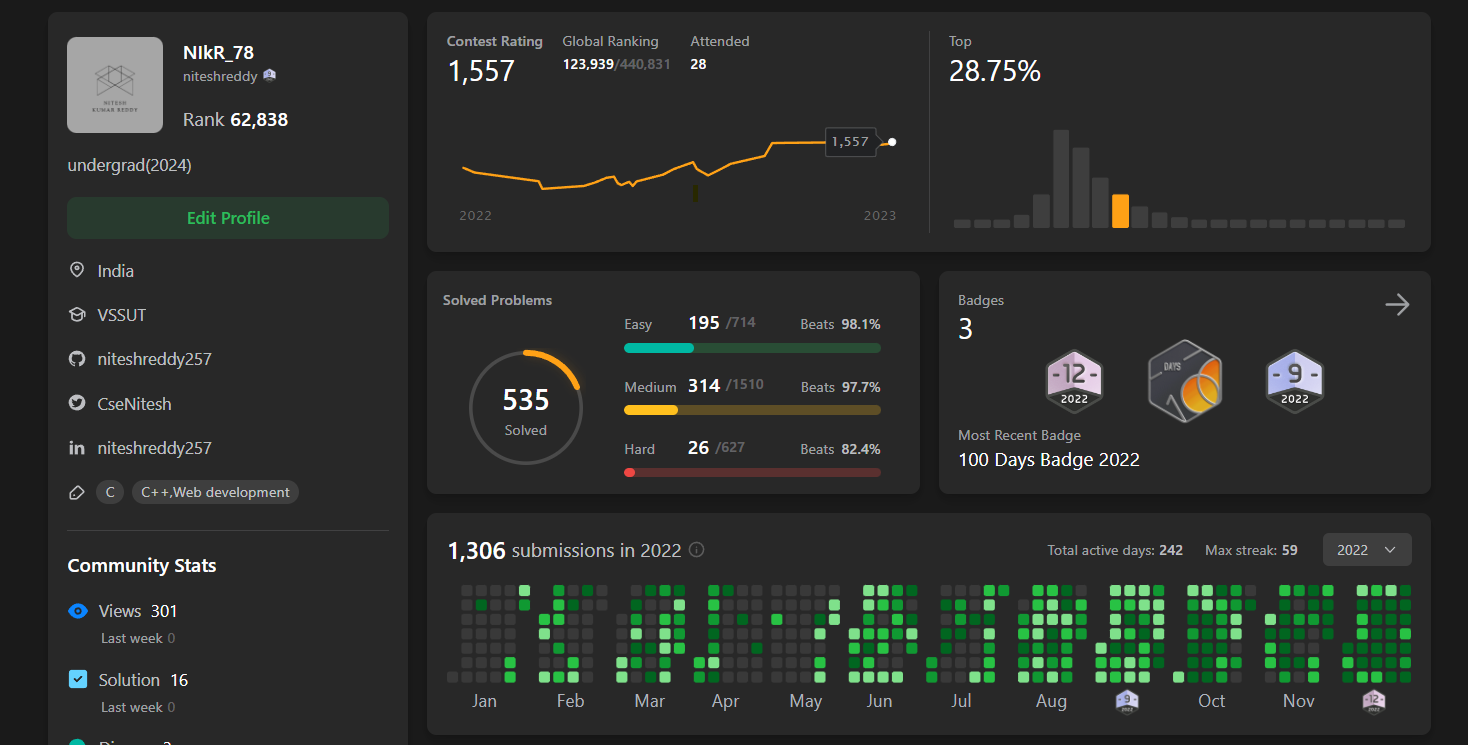 NITESH
KUMAR REDDY
NIkR_78
niteshreddy
Rank 62,838
undergrad(2024)
Edit Profile
India
VSSUT
niteshreddy257
CseNitesh
niteshreddy257
C C++,Web development
Community Stats
Views 301
Last week 0
Solution 16
Last week 0
Contest Rating Global Ranking Attended
1,557 123,939/440,831 28
1,557
2022 2023
Top
28.75%
Solved Problems
535
Solved
Easy 195 /714 Beats 98.1%
Medium 314 /1510 Beats 97.7%
Hard 26 /627 Beats 82.4%
Badges
3
12
2022
DAYS
9
2022
Most Recent Badge
100 Days Badge 2022
1,306 submissions in 2022 Total active days: 242 Max streak: 59 2022
Jan Feb Mar Apr May Jun Jul Aug 9 Oct Nov 12